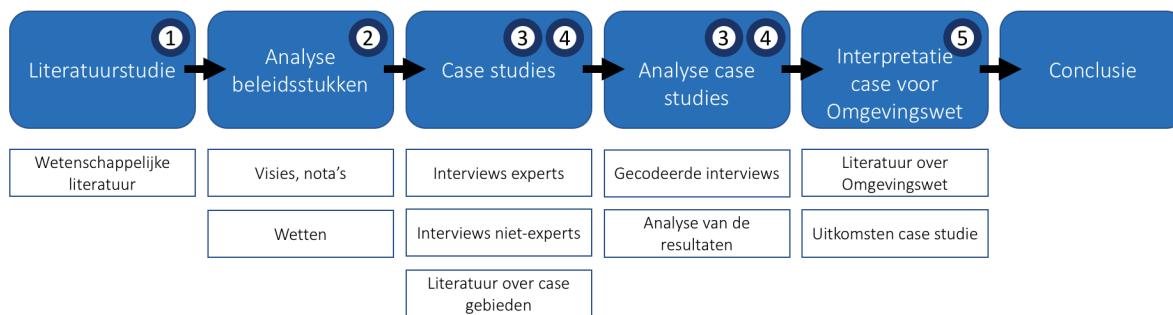 1
Literatuurstudie
2
Analyse
beleidsstukken
3 4
Case studies
3 4
Analyse case
studies
5
Interpretatie
case voor
Omgevingswet
Conclusie
Wetenschappelijke
literatuur
Visies, nota’s
Wetten
Interviews experts
Interviews niet-experts
Literatuur over case
gebieden
Gecodeerde interviews
Analyse van de
resultaten
Literatuur over
Omgevingswet
Uitkomsten case studie